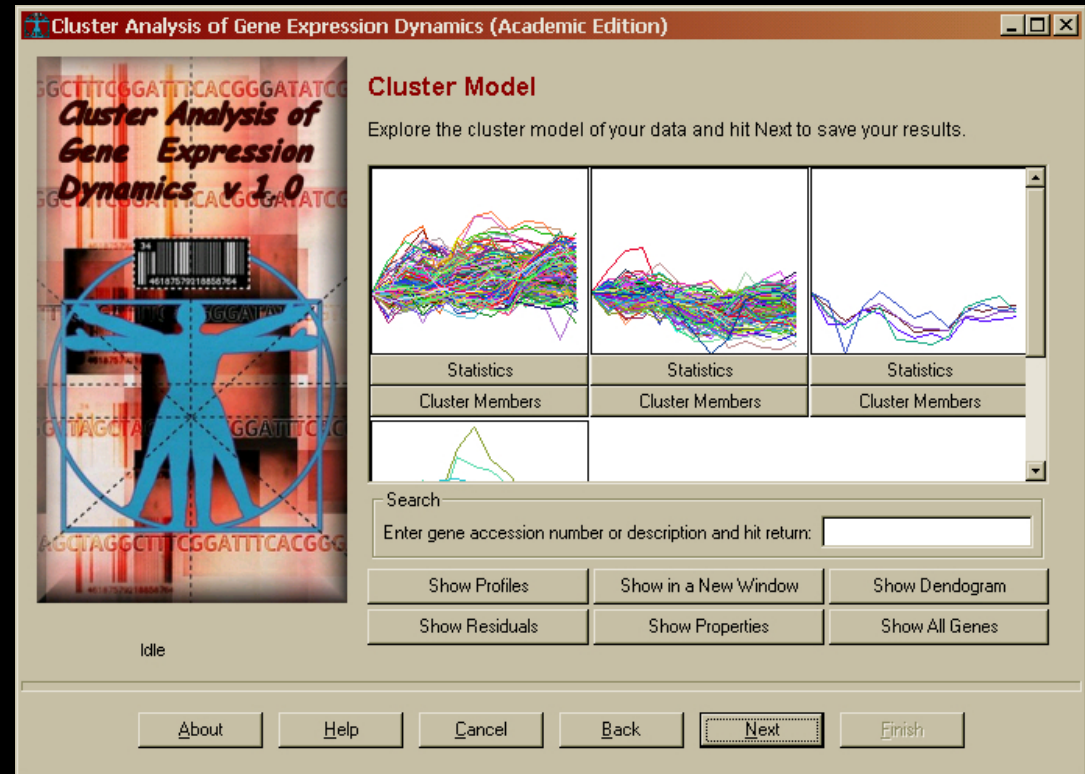 Cluster Analysis of Gene Expression Dynamics (Academic Edition)
GGCTTTCGGATTTCACGGGATATCG
Cluster Analysis of
Gene Expression
Dynamics v 1.0
34
Cluster Model
Explore the cluster model of your data and hit Next to save your results.
Statistics
Statistics
Statistics
Cluster Members
Cluster Members
Cluster Members
Search
Enter gene accession number or description and hit return:
Show Profiles
Show in a New Window
Show Dendogram
Show Residuals
Show Properties
Show All Genes
Idle
About
Help
Cancel
Back
Next
Finish